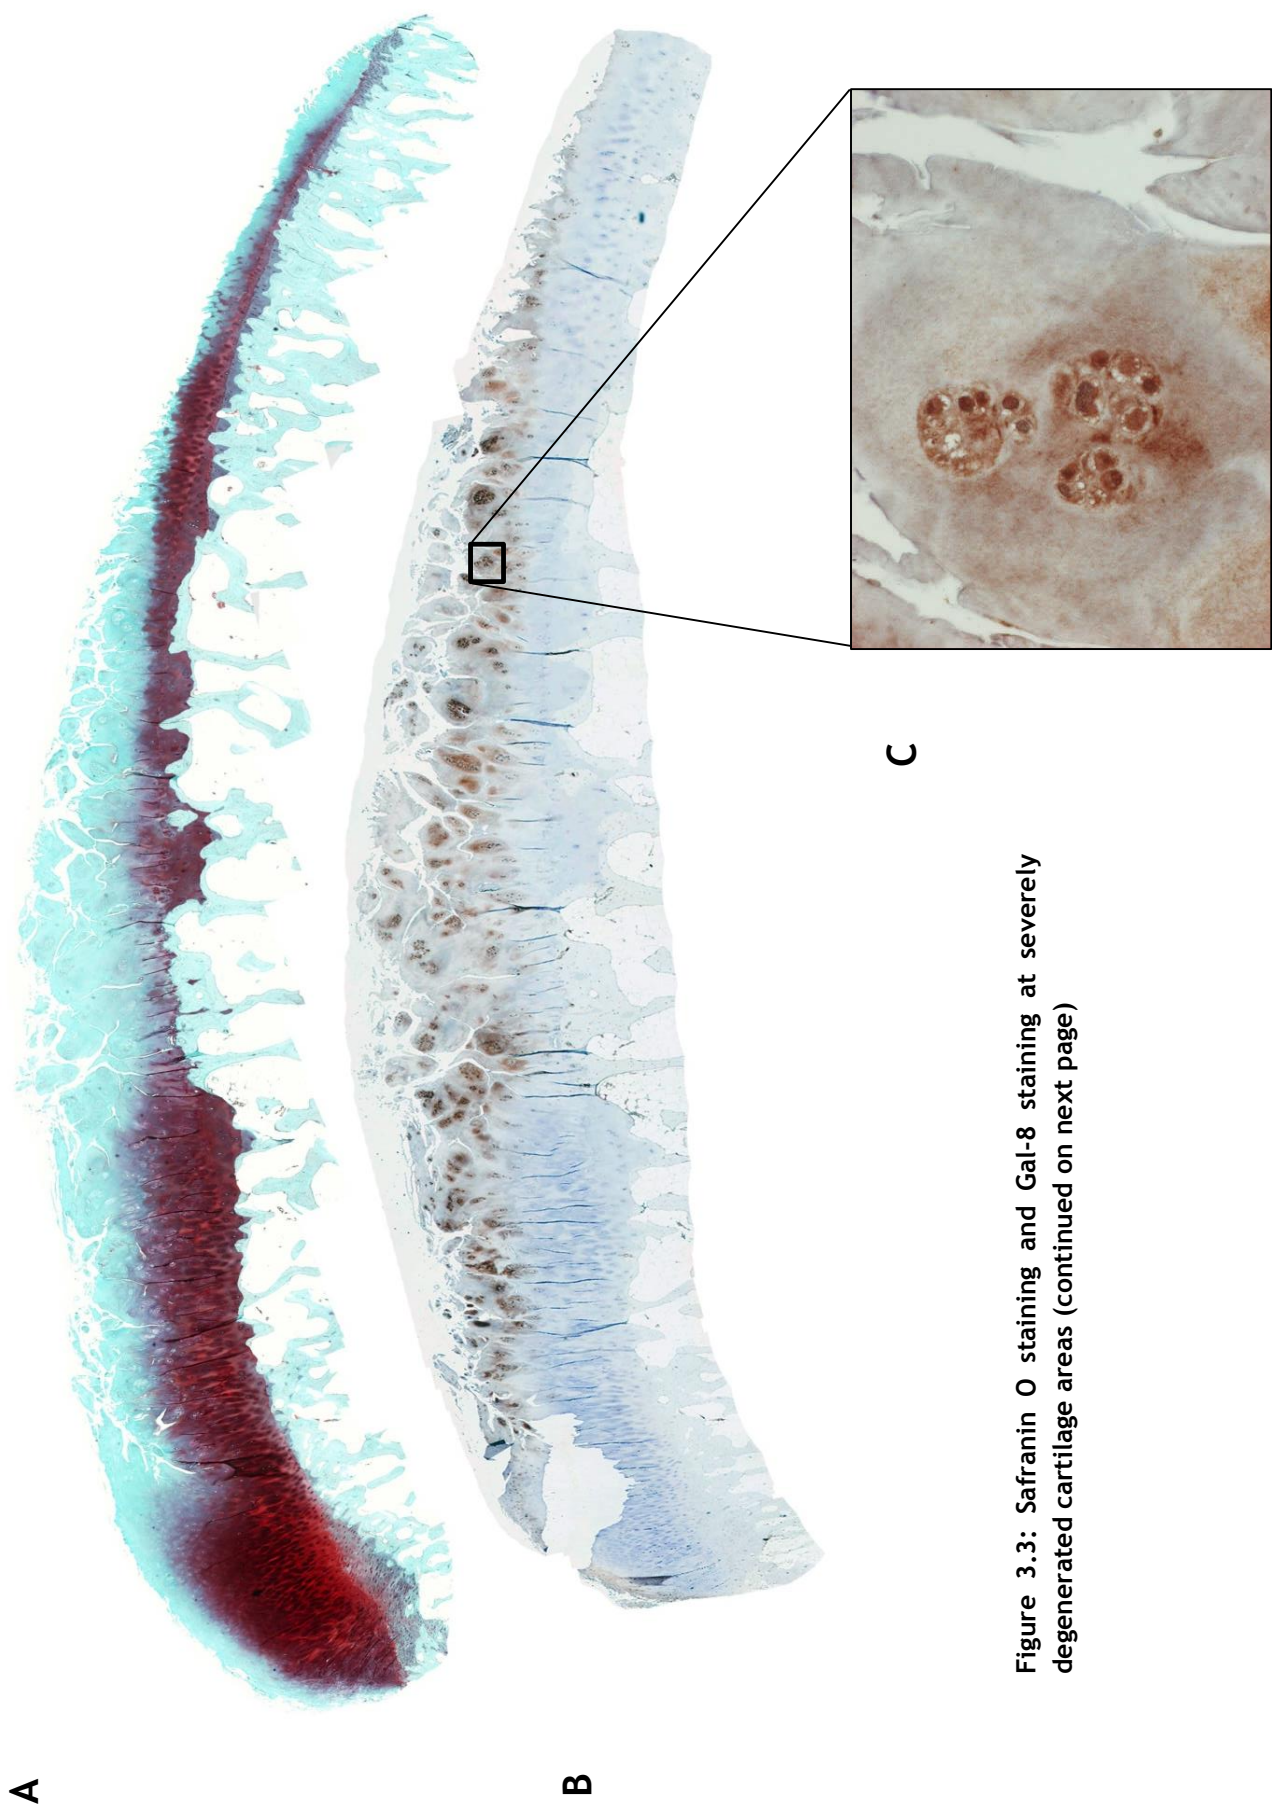 A
B
C
Figure 3.3: Safranin O staining and Gal-8 staining at severely
degenerated cartilage areas (continued on next page)